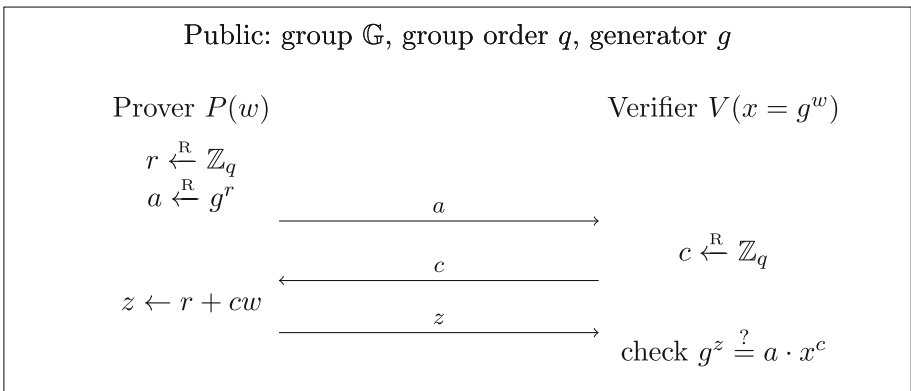 Public: group 𝔾, group order q, generator g
Prover P(w) Verifier V(x = g^w)
r ←^R ℤ_q
a ←^R g^r
a
c ←^R ℤ_q
c
z ← r + cw
z
check g^z ≟ a · x^c